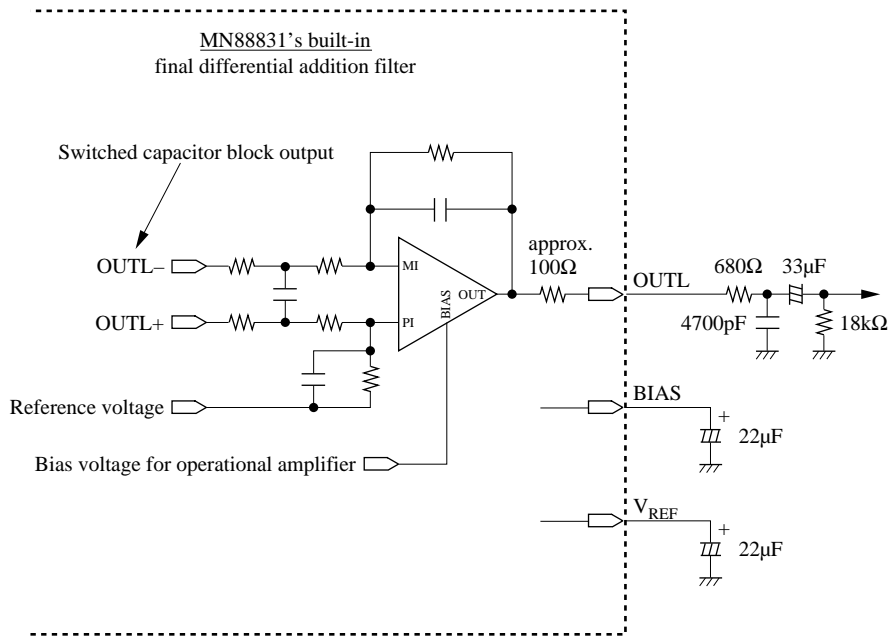 MN88831's built-in
final differential addition filter
Switched capacitor block output
approx.
100Ω
OUTL–
MI
OUTL
680Ω
33µF
BIAS
OUT
OUTL+
PI
4700pF
18kΩ
Reference voltage
BIAS
+
22µF
Bias voltage for operational amplifier
VREF
+
22µF